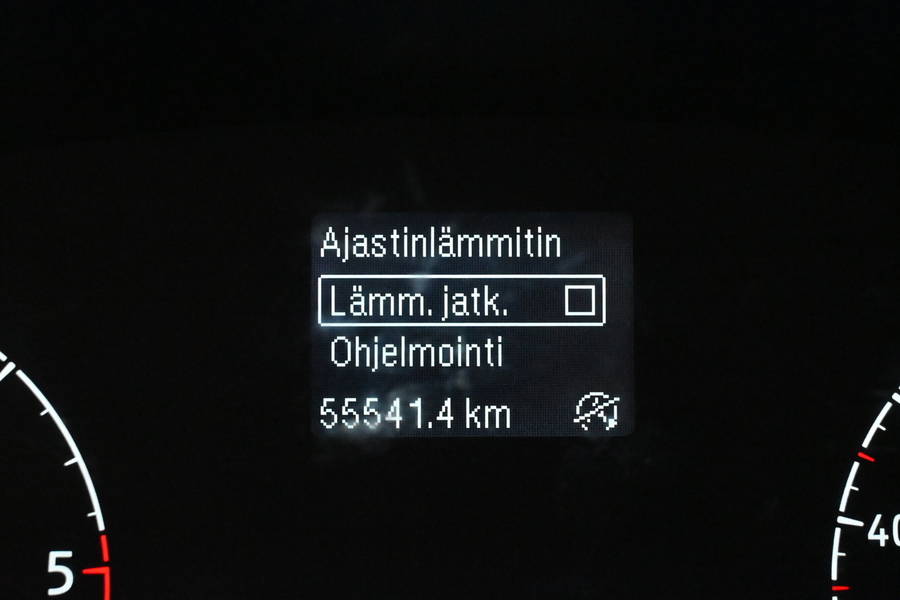 Ajastinlämmitin
Lämm. jatk.
Ohjelmointi
55541.4 km
5
40